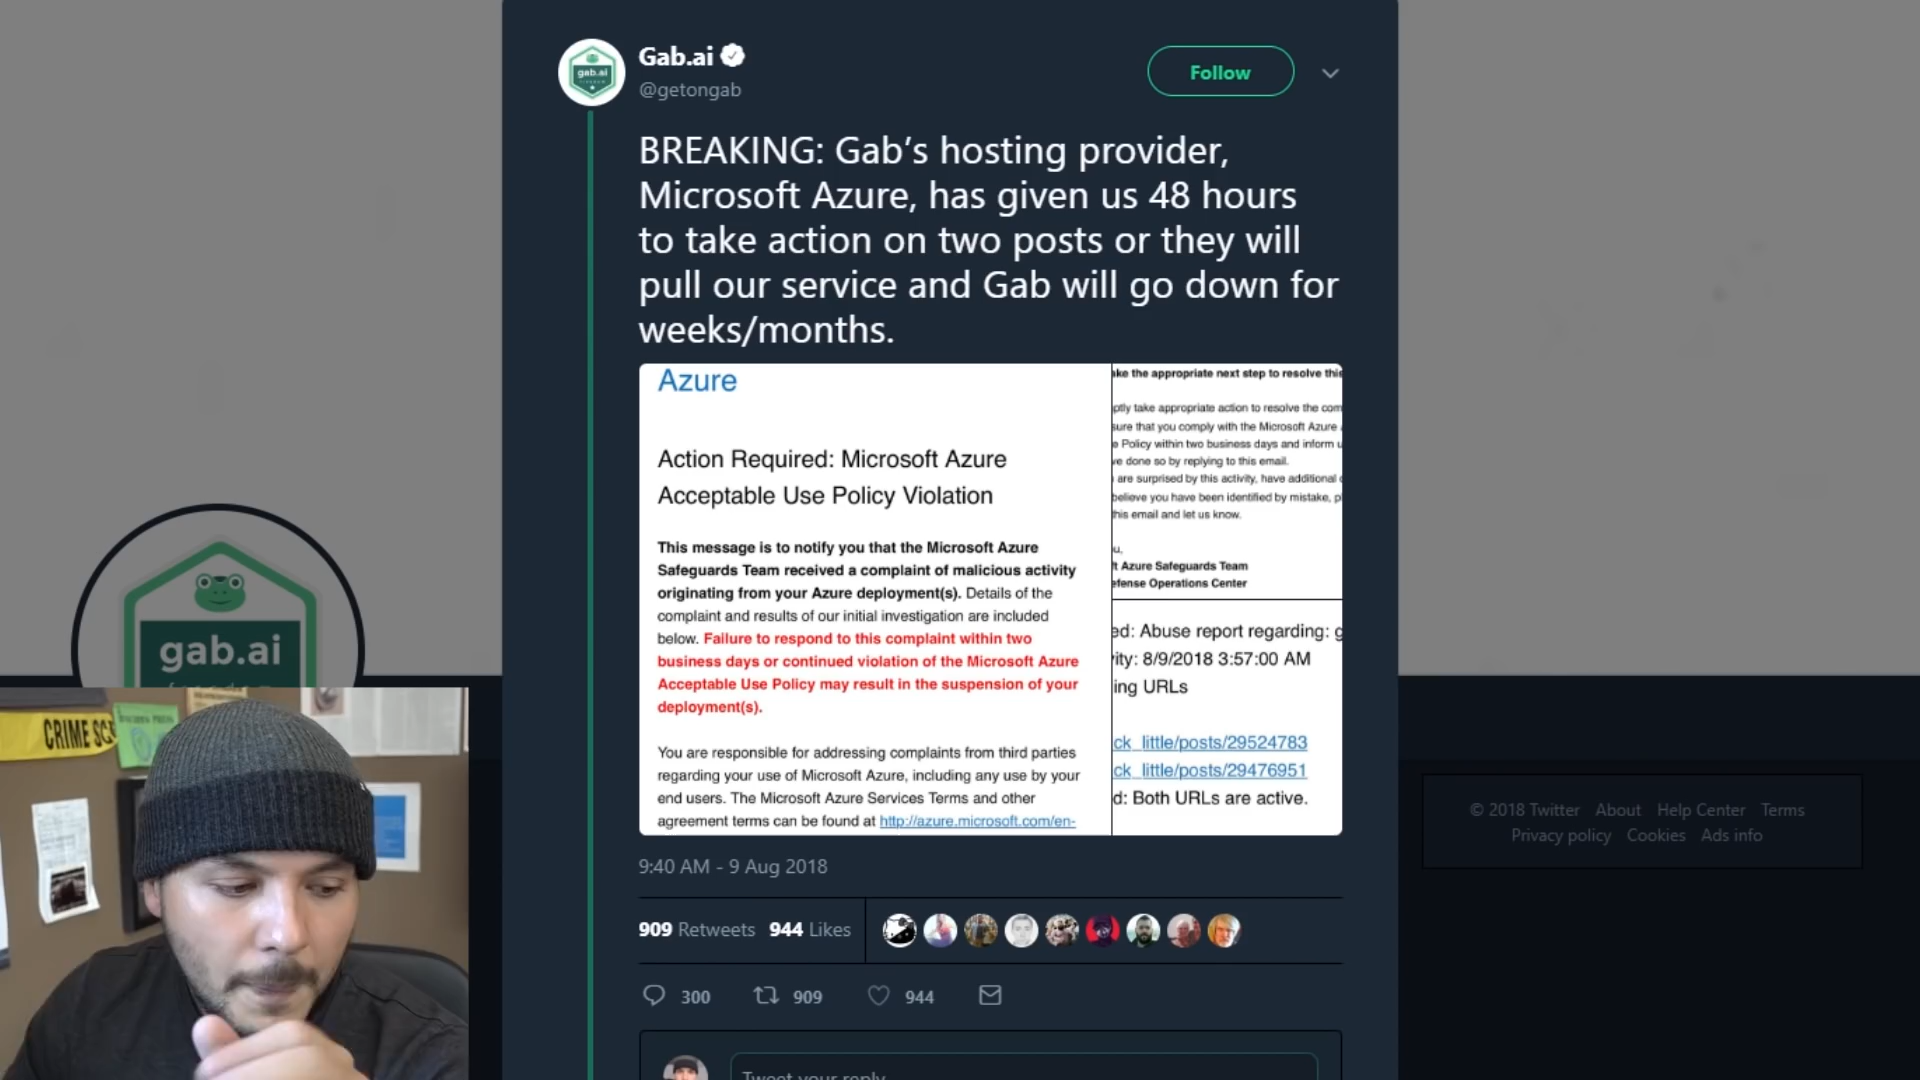 Gab.ai
@getongab
Follow
BREAKING: Gab’s hosting provider,
Microsoft Azure, has given us 48 hours
to take action on two posts or they will
pull our service and Gab will go down for
weeks/months.
Azure
Action Required: Microsoft Azure
Acceptable Use Policy Violation
This message is to notify you that the Microsoft Azure
Safeguards Team received a complaint of malicious activity
originating from your Azure deployment(s). Details of the
complaint and results of our initial investigation are included
below. Failure to respond to this complaint within two
business days or continued violation of the Microsoft Azure
Acceptable Use Policy may result in the suspension of your
deployment(s).
You are responsible for addressing complaints from third parties
regarding your use of Microsoft Azure, including any use by your
end users. The Microsoft Azure Services Terms and other
agreement terms can be found at http://azure.microsoft.com/en-
ake the appropriate next step to resolve this
ptly take appropriate action to resolve the com
sure that you comply with the Microsoft Azure
e Policy within two business days and inform u
ve done so by replying to this email.
are surprised by this activity, have additional
believe you have been identified by mistake, pl
this email and let us know.
u,
t Azure Safeguards Team
efense Operations Center
ed: Abuse report regarding: g
ity: 8/9/2018 3:57:00 AM
ing URLs
ck_little/posts/29524783
ck_little/posts/29476951
d: Both URLs are active.
9:40 AM - 9 Aug 2018
909 Retweets 944 Likes
300 909 944
Tweet your reply
gab.ai
gab.ai
CRIME SC
© 2018 Twitter About Help Center Terms
Privacy policy Cookies Ads info